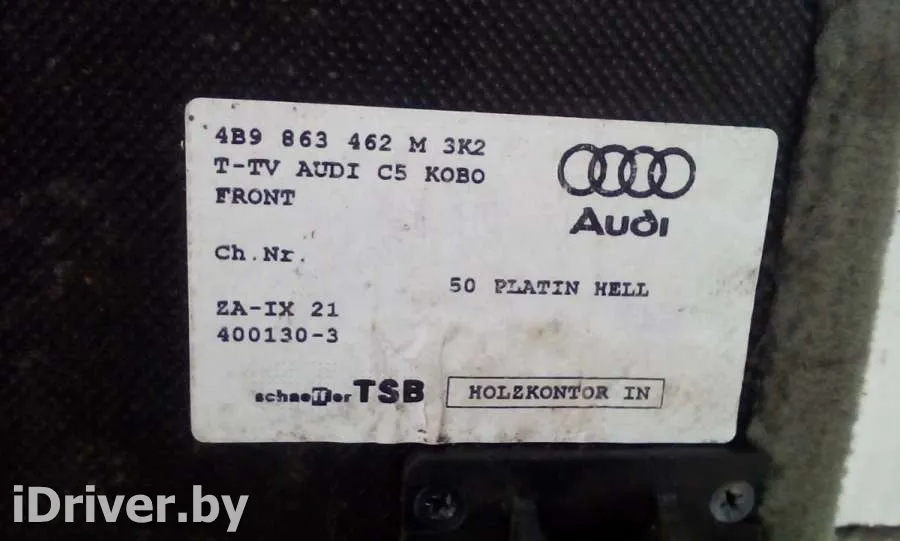 4B9 863 462 M 3K2
T-TV AUDI C5 KOBO
FRONT
Audi
Ch.Nr.
50 PLATIN HELL
ZA-IX 21
400130-3
schaeffler TSB
HOLZKONTOR IN
iDriver.by